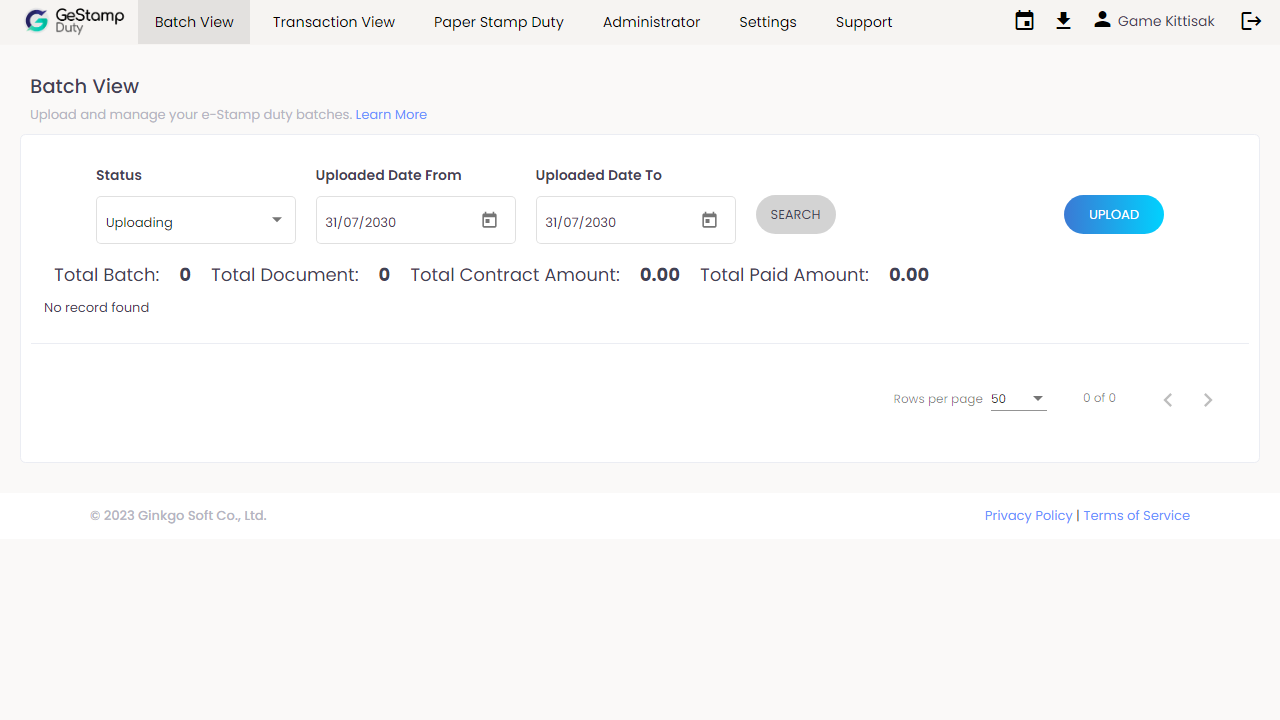 GeStamp
Duty
Batch View
Transaction View
Paper Stamp Duty
Administrator
Settings
Support
Game Kittisak
Batch View
Upload and manage your e-Stamp duty batches. Learn More
Status
Uploaded Date From
Uploaded Date To
Uploading
31/07/2030
31/07/2030
SEARCH
UPLOAD
Total Batch: 0 Total Document: 0 Total Contract Amount: 0.00 Total Paid Amount: 0.00
No record found
Rows per page 50
0 of 0
© 2023 Ginkgo Soft Co., Ltd.
Privacy Policy | Terms of Service